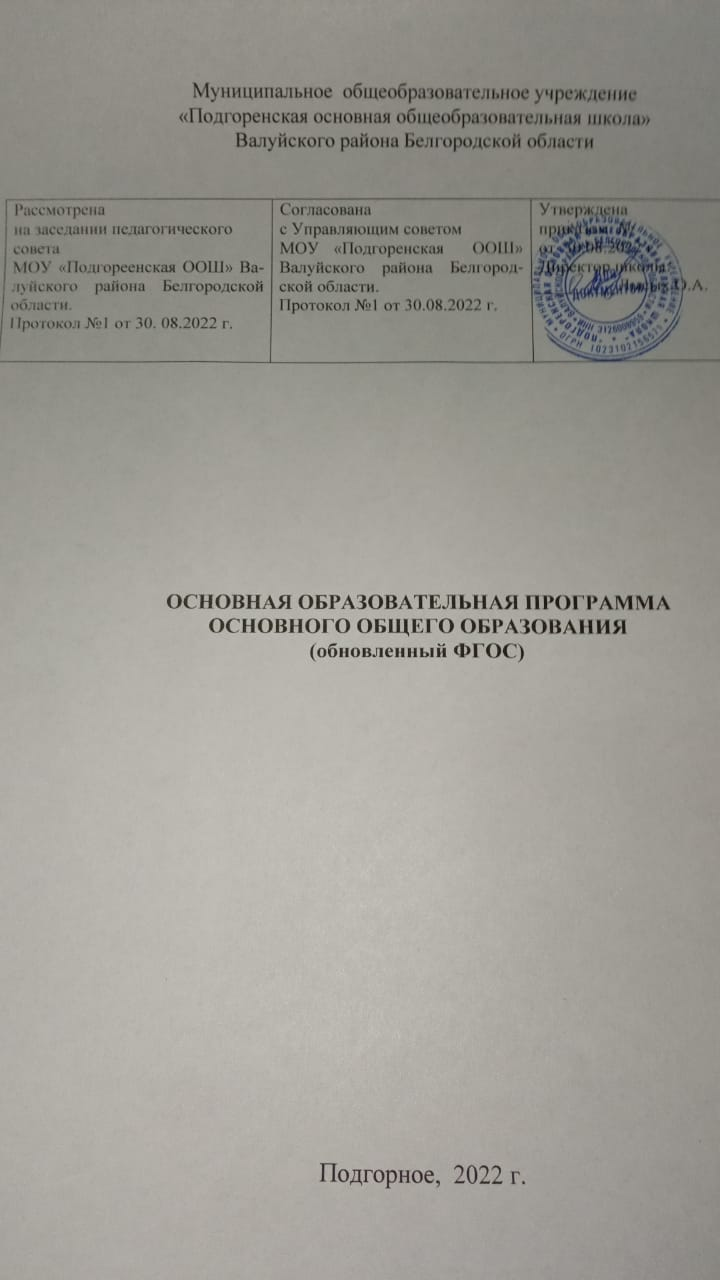 Муниципальное общеобразовательное учреждение
«Подгоренская основная общеобразовательная школа»
Валуйского района Белгородской области
Рассмотрена
на заседании педагогического
совета
МОУ «Подгореенская ООШ» Ва-
луйского района Белгородской
области.
Протокол №1 от 30. 08.2022 г.
Согласована
с Управляющим советом
МОУ «Подгоренская ООШ»
Валуйского района Белгород-
ской области.
Протокол №1 от 30.08.2022 г.
Утверждена
Директор школы
О.А.
ОСНОВНАЯ ОБРАЗОВАТЕЛЬНАЯ ПРОГРАММА
ОСНОВНОГО ОБЩЕГО ОБРАЗОВАНИЯ
(обновленный ФГОС)
Подгорное, 2022 г.